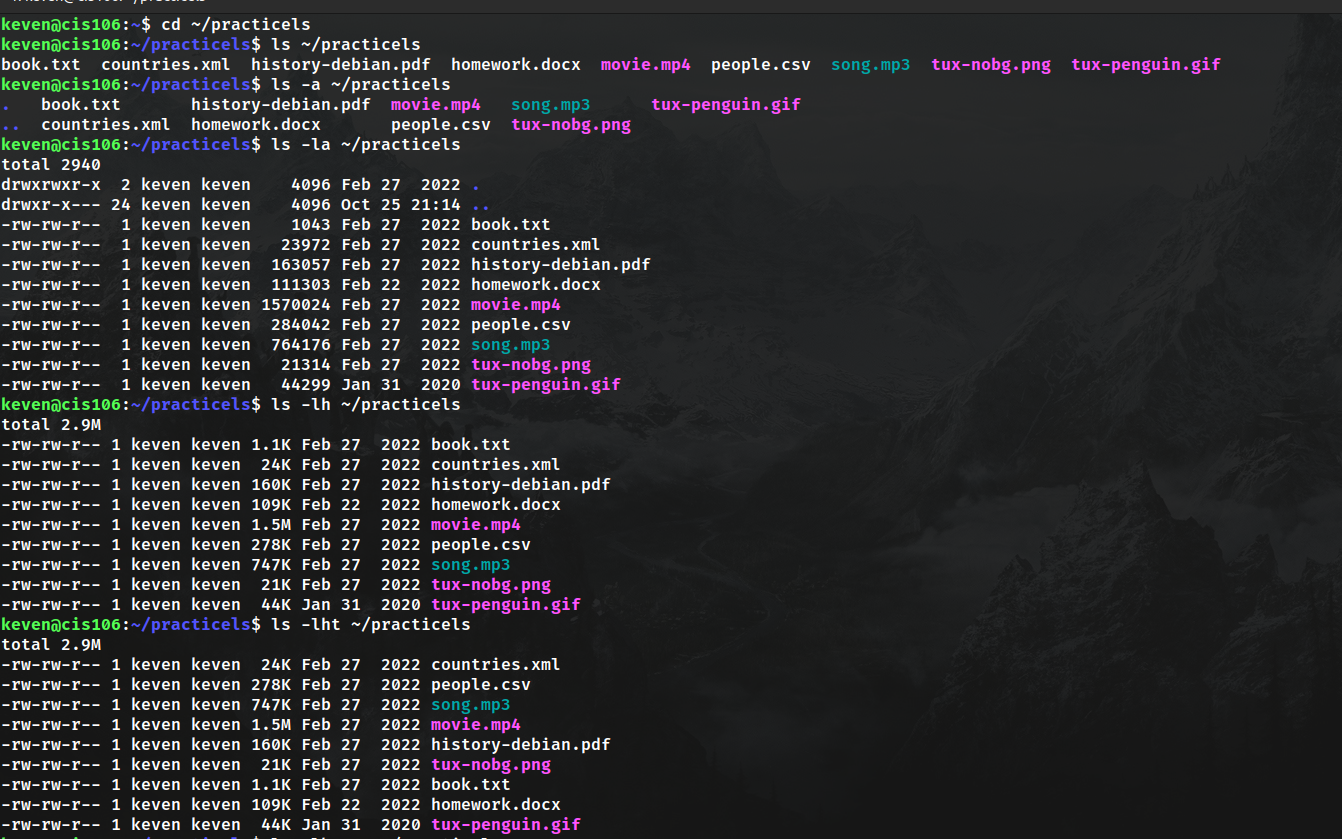 keven@cis106:~$ cd ~/practicels
keven@cis106:~/practicels$ ls ~/practicels
book.txt  countries.xml  history-debian.pdf  homework.docx  movie.mp4  people.csv  song.mp3  tux-nobg.png  tux-penguin.gif
keven@cis106:~/practicels$ ls -a ~/practicels
.   book.txt       history-debian.pdf  movie.mp4   song.mp3      tux-penguin.gif
..  countries.xml  homework.docx       people.csv  tux-nobg.png
keven@cis106:~/practicels$ ls -la ~/practicels
total 2940
drwxrwxr-x  2 keven keven    4096 Feb 27  2022 .
drwxr-x--- 24 keven keven    4096 Oct 25 21:14 ..
-rw-rw-r--  1 keven keven    1043 Feb 27  2022 book.txt
-rw-rw-r--  1 keven keven   23972 Feb 27  2022 countries.xml
-rw-rw-r--  1 keven keven  163057 Feb 27  2022 history-debian.pdf
-rw-rw-r--  1 keven keven  111303 Feb 22  2022 homework.docx
-rw-rw-r--  1 keven keven 1570024 Feb 27  2022 movie.mp4
-rw-rw-r--  1 keven keven  284042 Feb 27  2022 people.csv
-rw-rw-r--  1 keven keven  764176 Feb 27  2022 song.mp3
-rw-rw-r--  1 keven keven   21314 Feb 27  2022 tux-nobg.png
-rw-rw-r--  1 keven keven   44299 Jan 31  2020 tux-penguin.gif
keven@cis106:~/practicels$ ls -lh ~/practicels
total 2.9M
-rw-rw-r-- 1 keven keven 1.1K Feb 27  2022 book.txt
-rw-rw-r-- 1 keven keven  24K Feb 27  2022 countries.xml
-rw-rw-r-- 1 keven keven 160K Feb 27  2022 history-debian.pdf
-rw-rw-r-- 1 keven keven 109K Feb 22  2022 homework.docx
-rw-rw-r-- 1 keven keven 1.5M Feb 27  2022 movie.mp4
-rw-rw-r-- 1 keven keven 278K Feb 27  2022 people.csv
-rw-rw-r-- 1 keven keven 747K Feb 27  2022 song.mp3
-rw-rw-r-- 1 keven keven  21K Feb 27  2022 tux-nobg.png
-rw-rw-r-- 1 keven keven  44K Jan 31  2020 tux-penguin.gif
keven@cis106:~/practicels$ ls -lht ~/practicels
total 2.9M
-rw-rw-r-- 1 keven keven  24K Feb 27  2022 countries.xml
-rw-rw-r-- 1 keven keven 278K Feb 27  2022 people.csv
-rw-rw-r-- 1 keven keven 747K Feb 27  2022 song.mp3
-rw-rw-r-- 1 keven keven 1.5M Feb 27  2022 movie.mp4
-rw-rw-r-- 1 keven keven 160K Feb 27  2022 history-debian.pdf
-rw-rw-r-- 1 keven keven  21K Feb 27  2022 tux-nobg.png
-rw-rw-r-- 1 keven keven 1.1K Feb 27  2022 book.txt
-rw-rw-r-- 1 keven keven 109K Feb 22  2022 homework.docx
-rw-rw-r-- 1 keven keven  44K Jan 31  2020 tux-penguin.gif